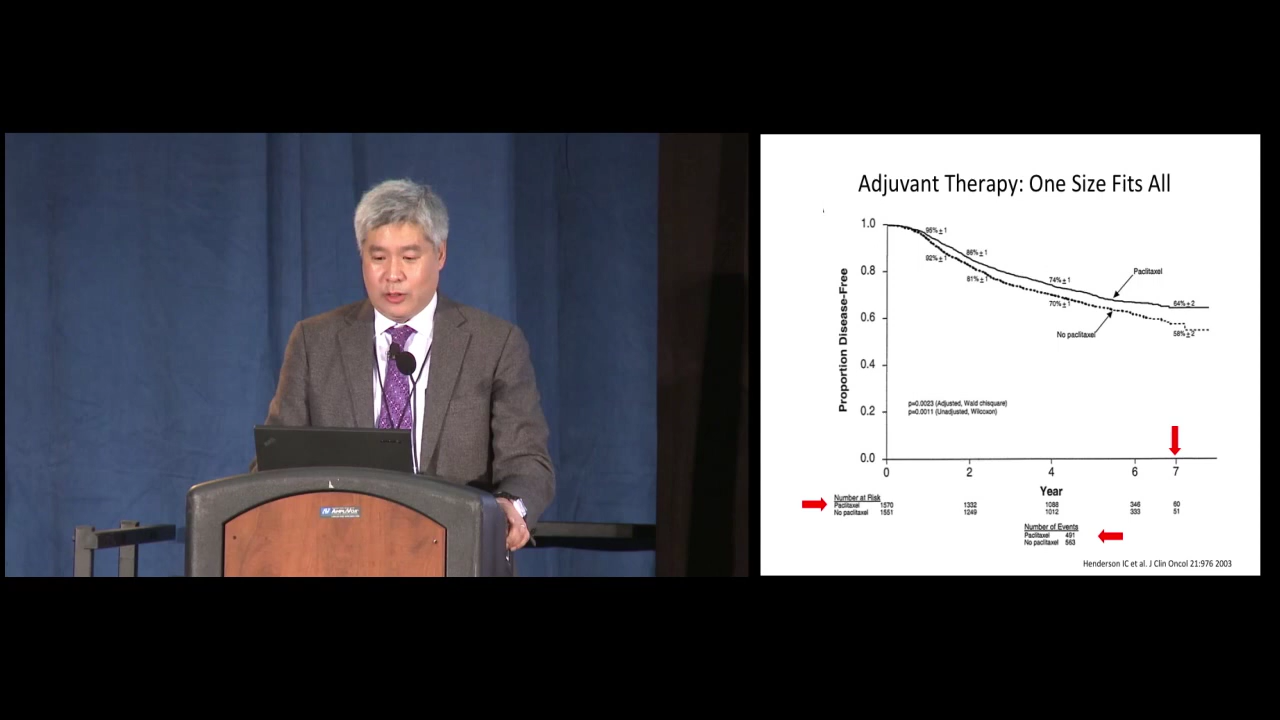 Adjuvant Therapy: One Size Fits All
1.0
0.8
0.6
0.4
0.2
0.0
Proportion Disease-Free
95% ± 1
92% ± 1
86% ± 1
81% ± 1
74% ± 1
70% ± 1
Paclitaxel
No paclitaxel
64% ± 2
58% ± 2
p=0.0023 (Adjusted, Wald chisquare)
p=0.0011 (Unadjusted, Wilcoxon)
0 2 4 6 7
Year
Number at Risk
Paclitaxel 1570 1332 1088 346 60
No paclitaxel 1551 1249 1012 333 51
Number of Events
Paclitaxel 491
No paclitaxel 563
Henderson IC et al. J Clin Oncol 21:976 2003